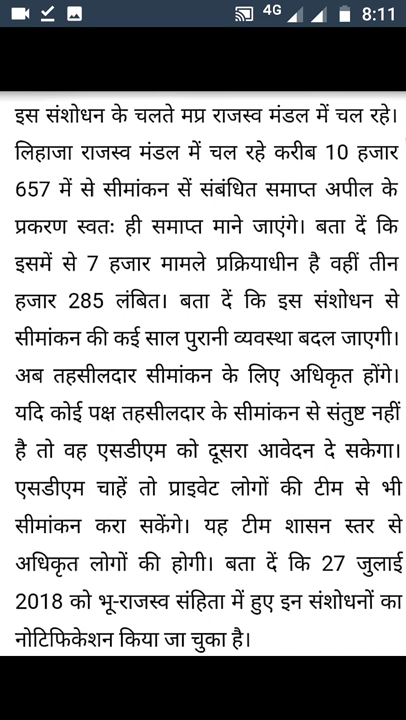 4G 8:11
इस संशोधन के चलते मप्र राजस्व मंडल में चल रहे।
लिहाजा राजस्व मंडल में चल रहे करीब 10 हजार
657 में से सीमांकन सें संबंधित समाप्त अपील के
प्रकरण स्वतः ही समाप्त माने जाएंगे। बता दें कि
इसमें से 7 हजार मामले प्रक्रियाधीन है वहीं तीन
हजार 285 लंबित। बता दें कि इस संशोधन से
सीमांकन की कई साल पुरानी व्यवस्था बदल जाएगी।
अब तहसीलदार सीमांकन के लिए अधिकृत होंगे।
यदि कोई पक्ष तहसीलदार के सीमांकन से संतुष्ट नहीं
है तो वह एसडीएम को दूसरा आवेदन दे सकेगा।
एसडीएम चाहें तो प्राइवेट लोगों की टीम से भी
सीमांकन करा सकेंगे। यह टीम शासन स्तर से
अधिकृत लोगों की होगी। बता दें कि 27 जुलाई
2018 को भू-राजस्व संहिता में हुए इन संशोधनों का
नोटिफिकेशन किया जा चुका है।